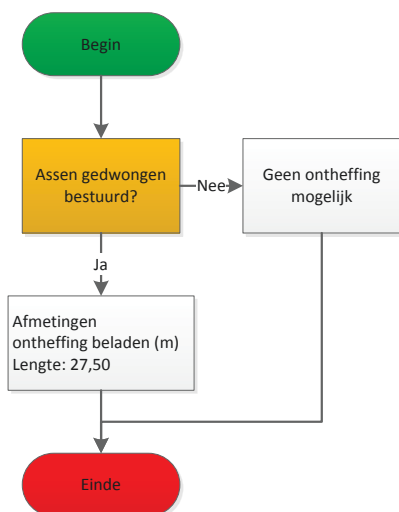 Begin
Assen gedwongen
bestuurd?
Nee
Geen ontheffing
mogelijk
Ja
Afmetingen
ontheffing beladen (m)
Lengte: 27,50
Einde